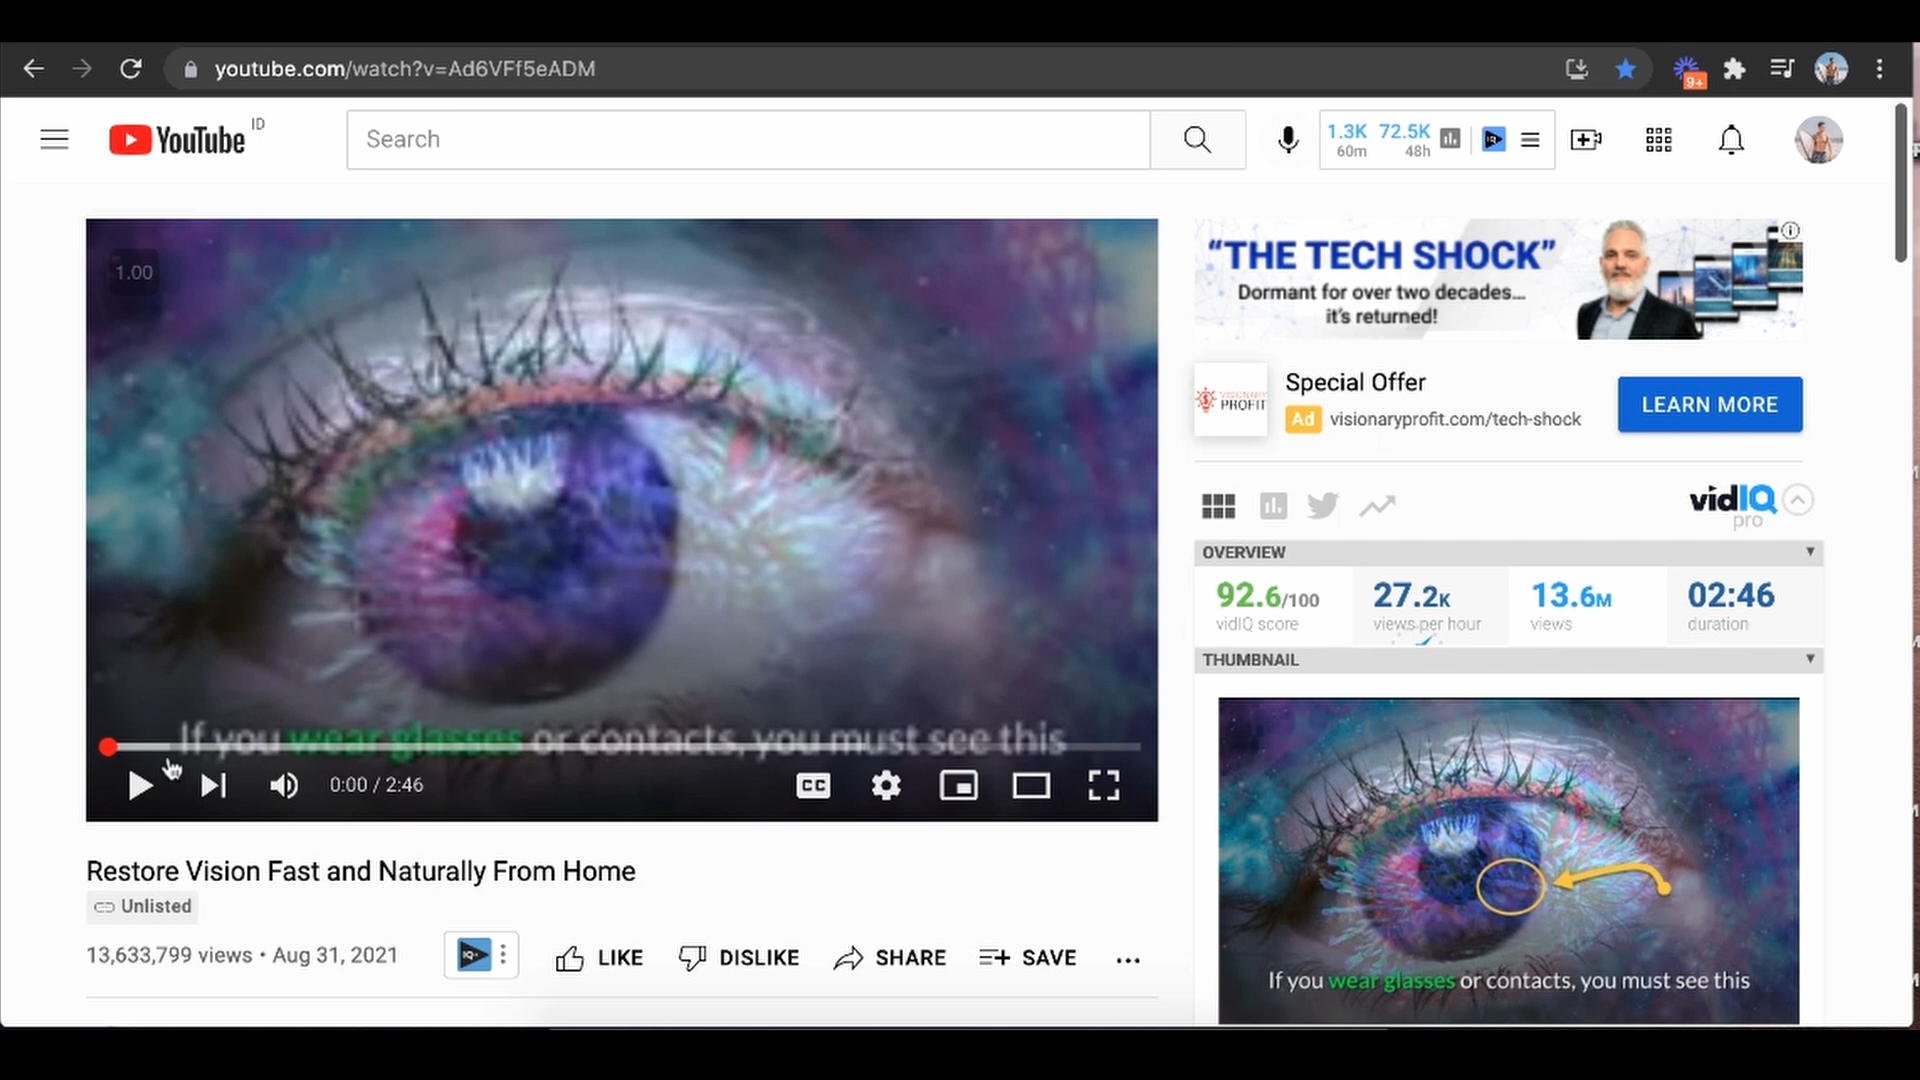 youtube.com/watch?v=Ad6VFf5eADM
9+
YouTube ID
Search
1.3K 72.5K
60m 48h
1.00
If you wear glasses or contacts, you must see this
0:00 / 2:46
CC
“THE TECH SHOCK”
Dormant for over two decades...
it’s returned!
VISIONARY
PROFIT
Special Offer
Ad visionaryprofit.com/tech-shock
LEARN MORE
vidIQ
pro
OVERVIEW
92.6/100 27.2K 13.6M 02:46
vidIQ score views per hour views duration
THUMBNAIL
If you wear glasses or contacts, you must see this
Restore Vision Fast and Naturally From Home
Unlisted
13,633,799 views • Aug 31, 2021
IQ
LIKE DISLIKE SHARE SAVE